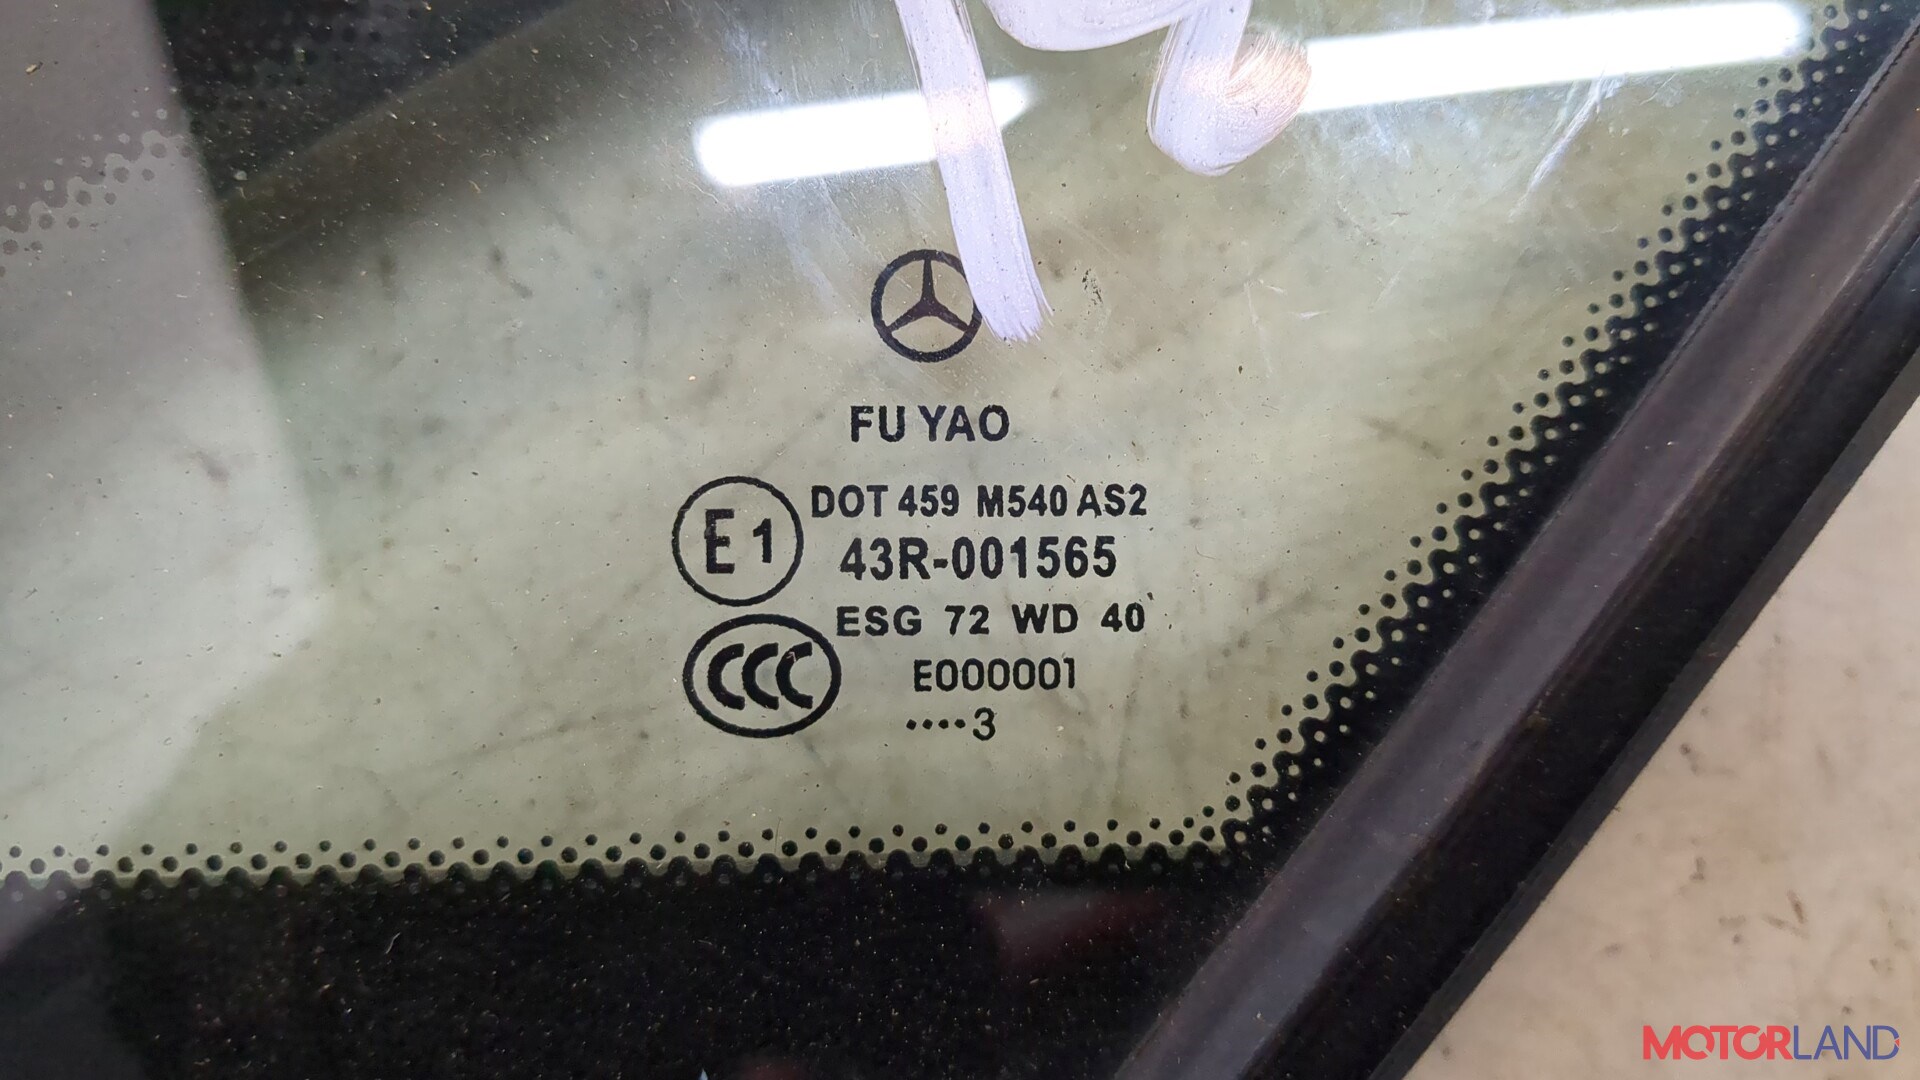 FU YAO
DOT 459 M540 AS2
E1
43R-001565
ESG 72 WD 40
CCC
E000001
····3
MOTORLAND